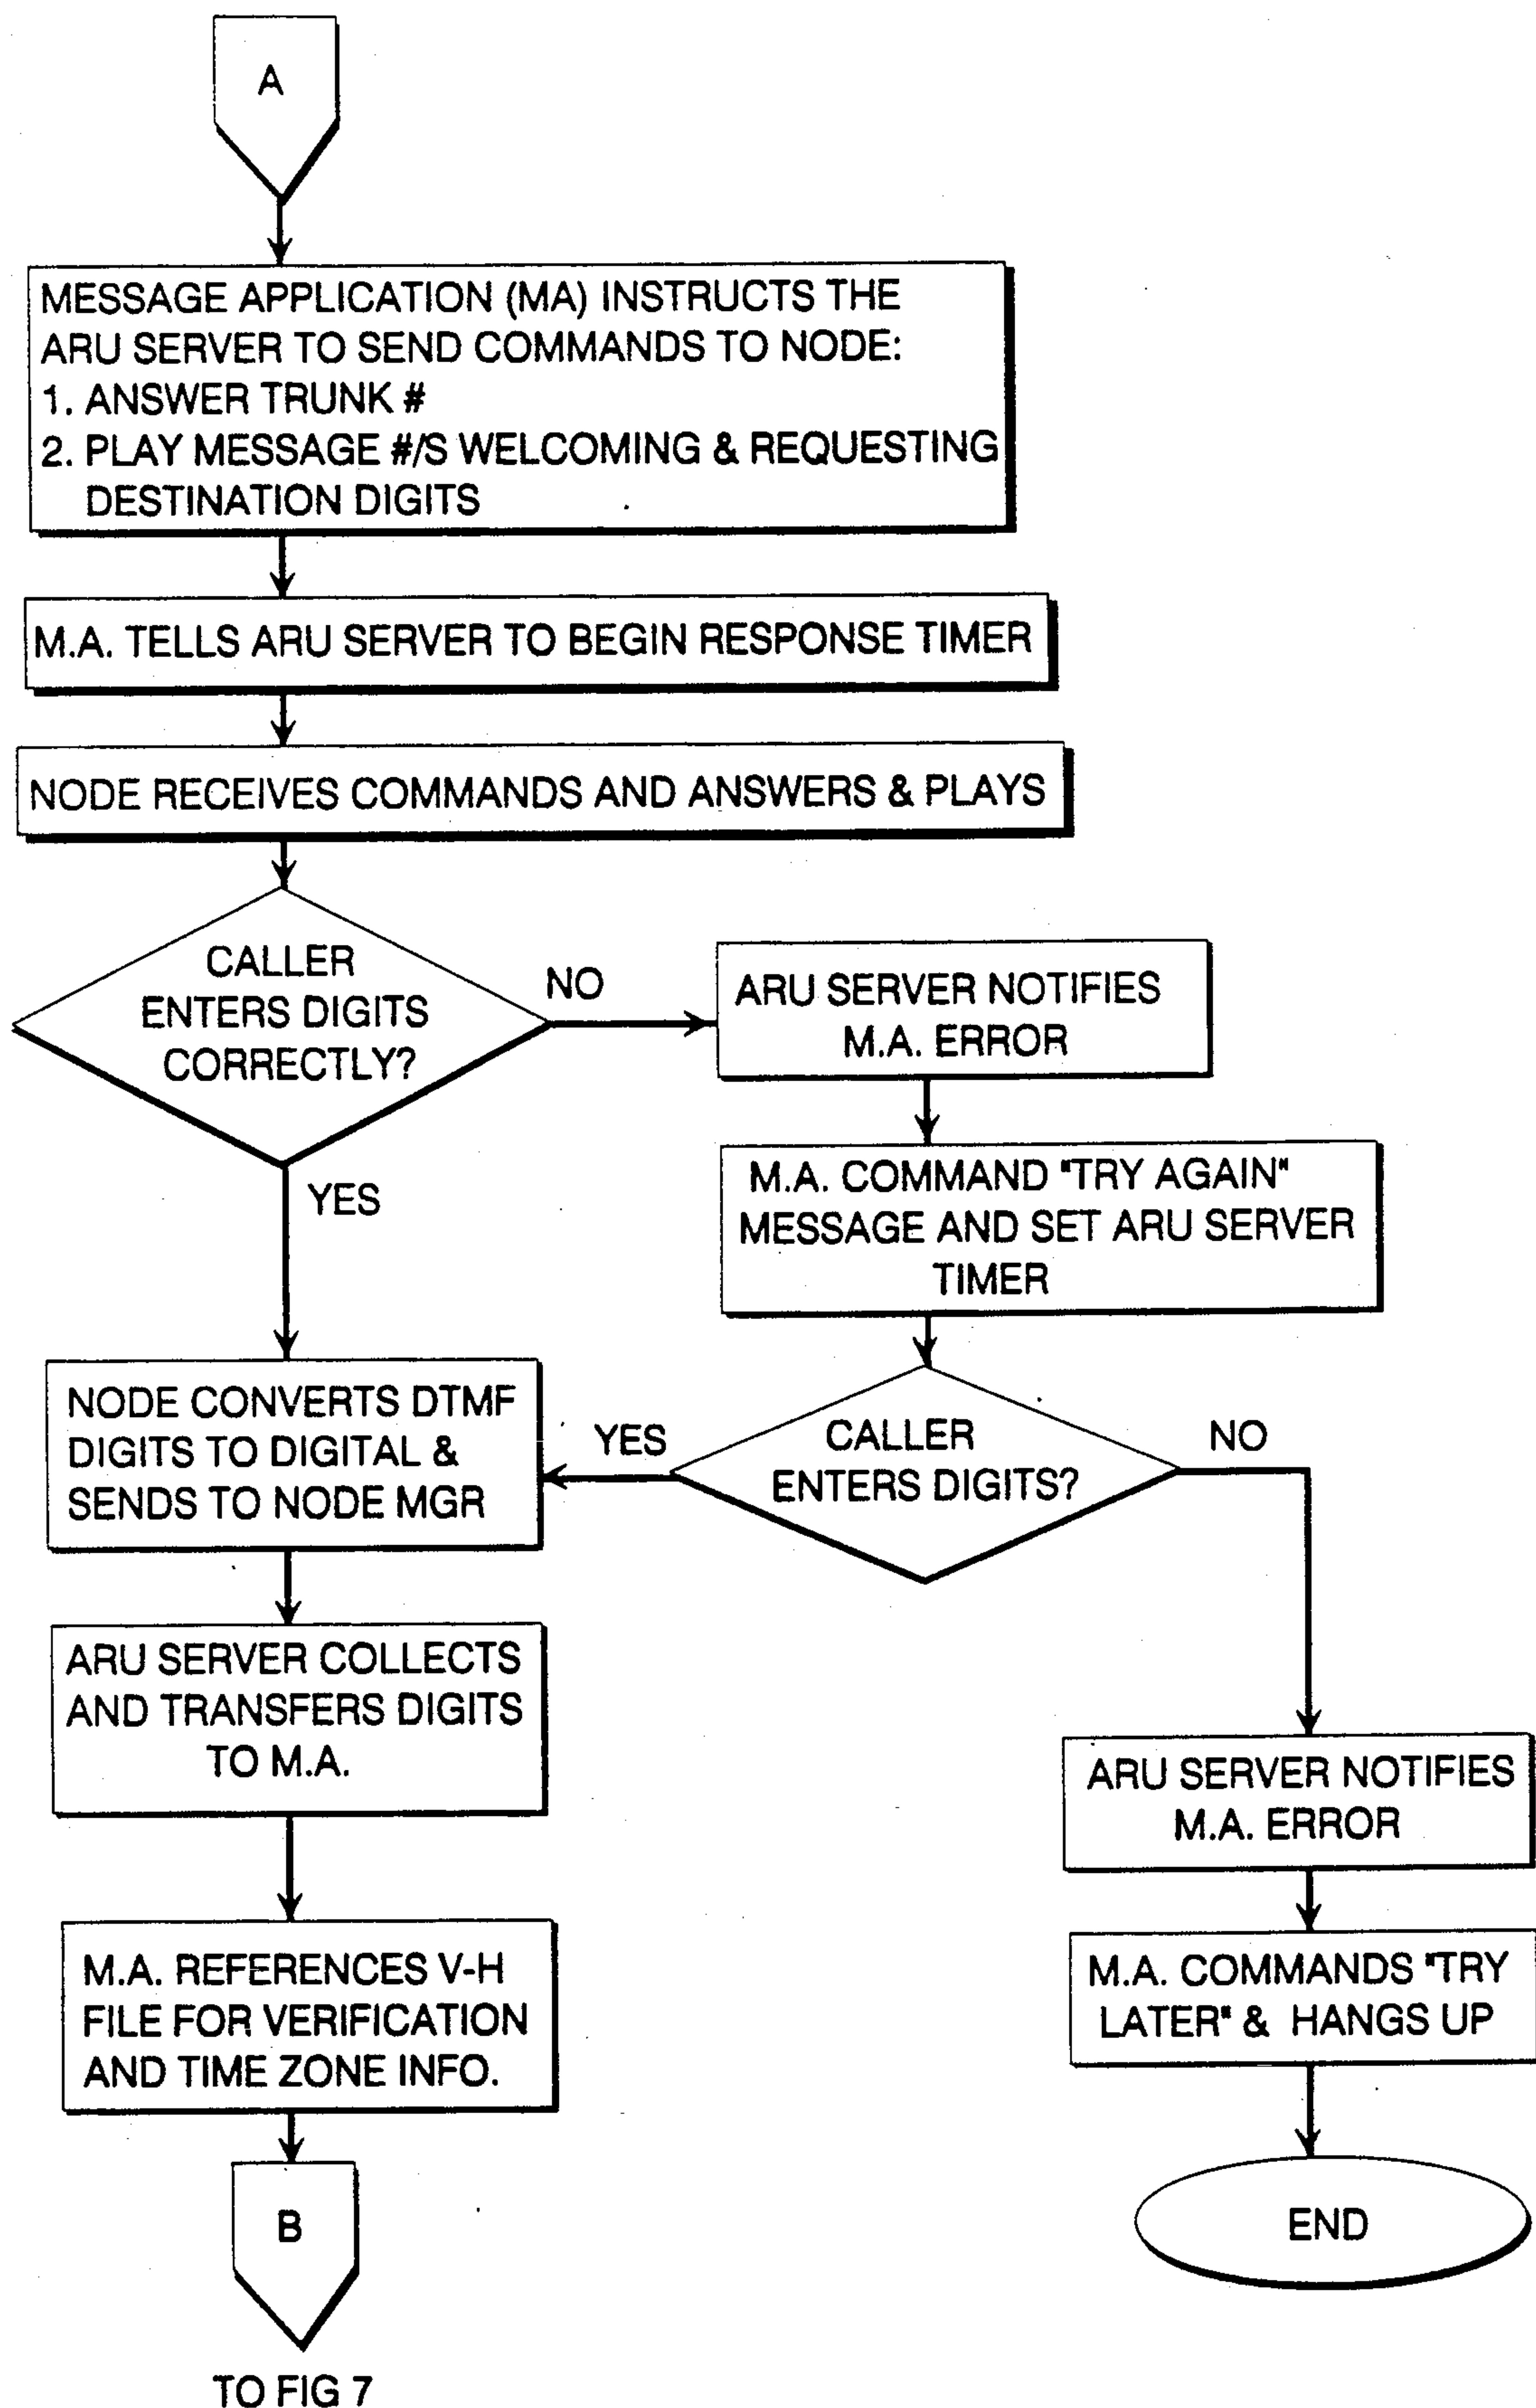 A
MESSAGE APPLICATION (MA) INSTRUCTS THE
ARU SERVER TO SEND COMMANDS TO NODE:
1. ANSWER TRUNK #
2. PLAY MESSAGE #/S WELCOMING & REQUESTING
DESTINATION DIGITS
M.A. TELLS ARU SERVER TO BEGIN RESPONSE TIMER
NODE RECEIVES COMMANDS AND ANSWERS & PLAYS
CALLER
ENTERS DIGITS
CORRECTLY?
NO
ARU SERVER NOTIFIES
M.A. ERROR
YES
M.A. COMMAND "TRY AGAIN"
MESSAGE AND SET ARU SERVER
TIMER
NODE CONVERTS DTMF
DIGITS TO DIGITAL &
SENDS TO NODE MGR
YES
CALLER
ENTERS DIGITS?
NO
ARU SERVER COLLECTS
AND TRANSFERS DIGITS
TO M.A.
ARU SERVER NOTIFIES
M.A. ERROR
M.A. REFERENCES V-H
FILE FOR VERIFICATION
AND TIME ZONE INFO.
M.A. COMMANDS "TRY
LATER" & HANGS UP
B
END
TO FIG 7